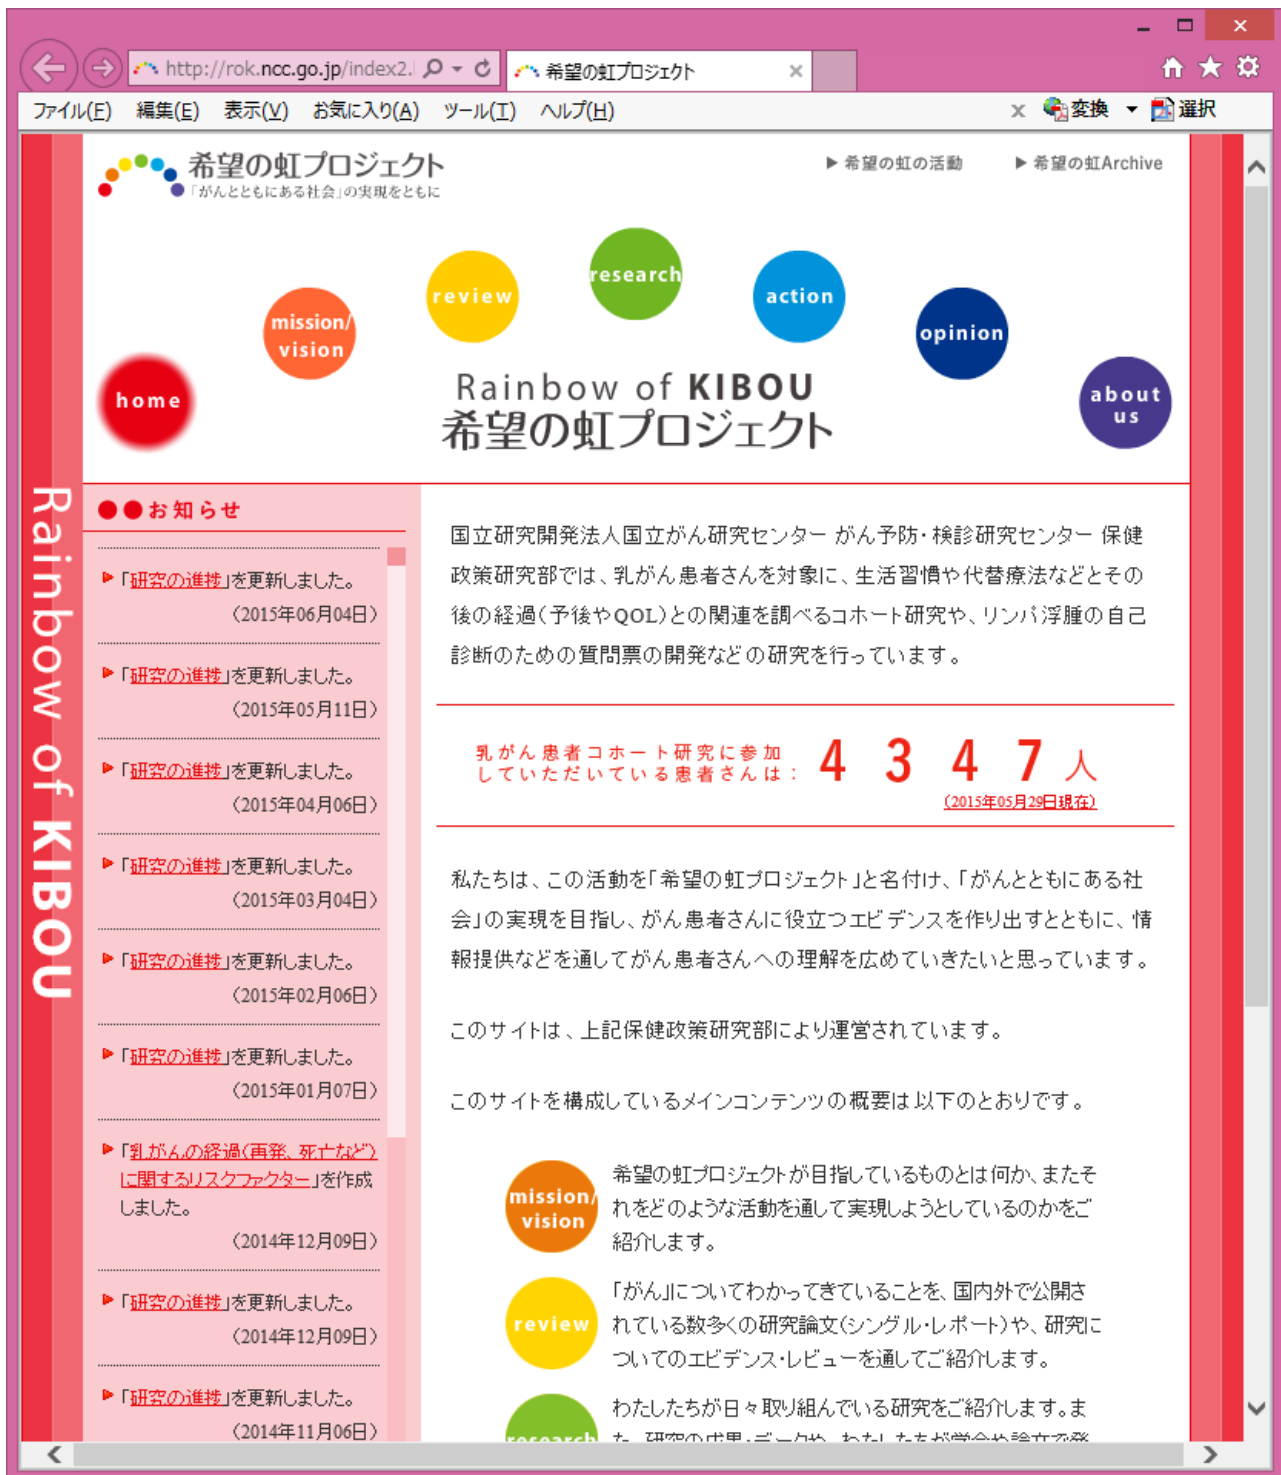 http://rok.ncc.go.jp/index2.
希望の虹プロジェクト
ファイル(F) 編集(E) 表示(V) お気に入り(A) ツール(T) ヘルプ(H)
x 変換 選択
希望の虹プロジェクト
「がんとともにある社会」の実現をともに
希望の虹の活動
希望の虹Archive
home
mission/
vision
review
research
action
opinion
about
us
Rainbow of KIBOU
希望の虹プロジェクト
Rainbow of KIBOU
お知らせ
「研究の進捗」を更新しました。
(2015年06月04日)
「研究の進捗」を更新しました。
(2015年05月11日)
「研究の進捗」を更新しました。
(2015年04月06日)
「研究の進捗」を更新しました。
(2015年03月04日)
「研究の進捗」を更新しました。
(2015年02月06日)
「研究の進捗」を更新しました。
(2015年01月07日)
「乳がんの経過(再発、死亡など)
に関するリスクファクター」を作成
しました。
(2014年12月09日)
「研究の進捗」を更新しました。
(2014年12月09日)
「研究の進捗」を更新しました。
(2014年11月06日)
国立研究開発法人国立がん研究センター がん予防・検診研究センター 保健
政策研究部では、乳がん患者さんを対象に、生活習慣や代替療法などとその
後の経過(予後やQOL)との関連を調べるコホート研究や、リンパ浮腫の自己
診断のための質問票の開発などの研究を行っています。
乳がん患者コホート研究に参加
していただいている患者さんは： 4 3 4 7 人
(2015年05月29日現在)
私たちは、この活動を「希望の虹プロジェクト」と名付け、「がんとともにある社
会」の実現を目指し、がん患者さんに役立つエビデンスを作り出すとともに、情
報提供などを通してがん患者さんへの理解を広めていきたいと思っています。
このサイトは、上記保健政策研究部により運営されています。
このサイトを構成しているメインコンテンツの概要は以下のとおりです。
mission/
vision
希望の虹プロジェクトが目指しているものとは何か、またそ
れをどのような活動を通して実現しようとしているのかをご
紹介します。
review
「がん」についてわかってきていることを、国内外で公開さ
れている数多くの研究論文(シングル・レポート)や、研究に
ついてのエビデンス・レビューを通してご紹介します。
research
わたしたちが日々取り組んでいる研究をご紹介します。ま
た、研究の成果・データや、わたしたちが学会や論文で発